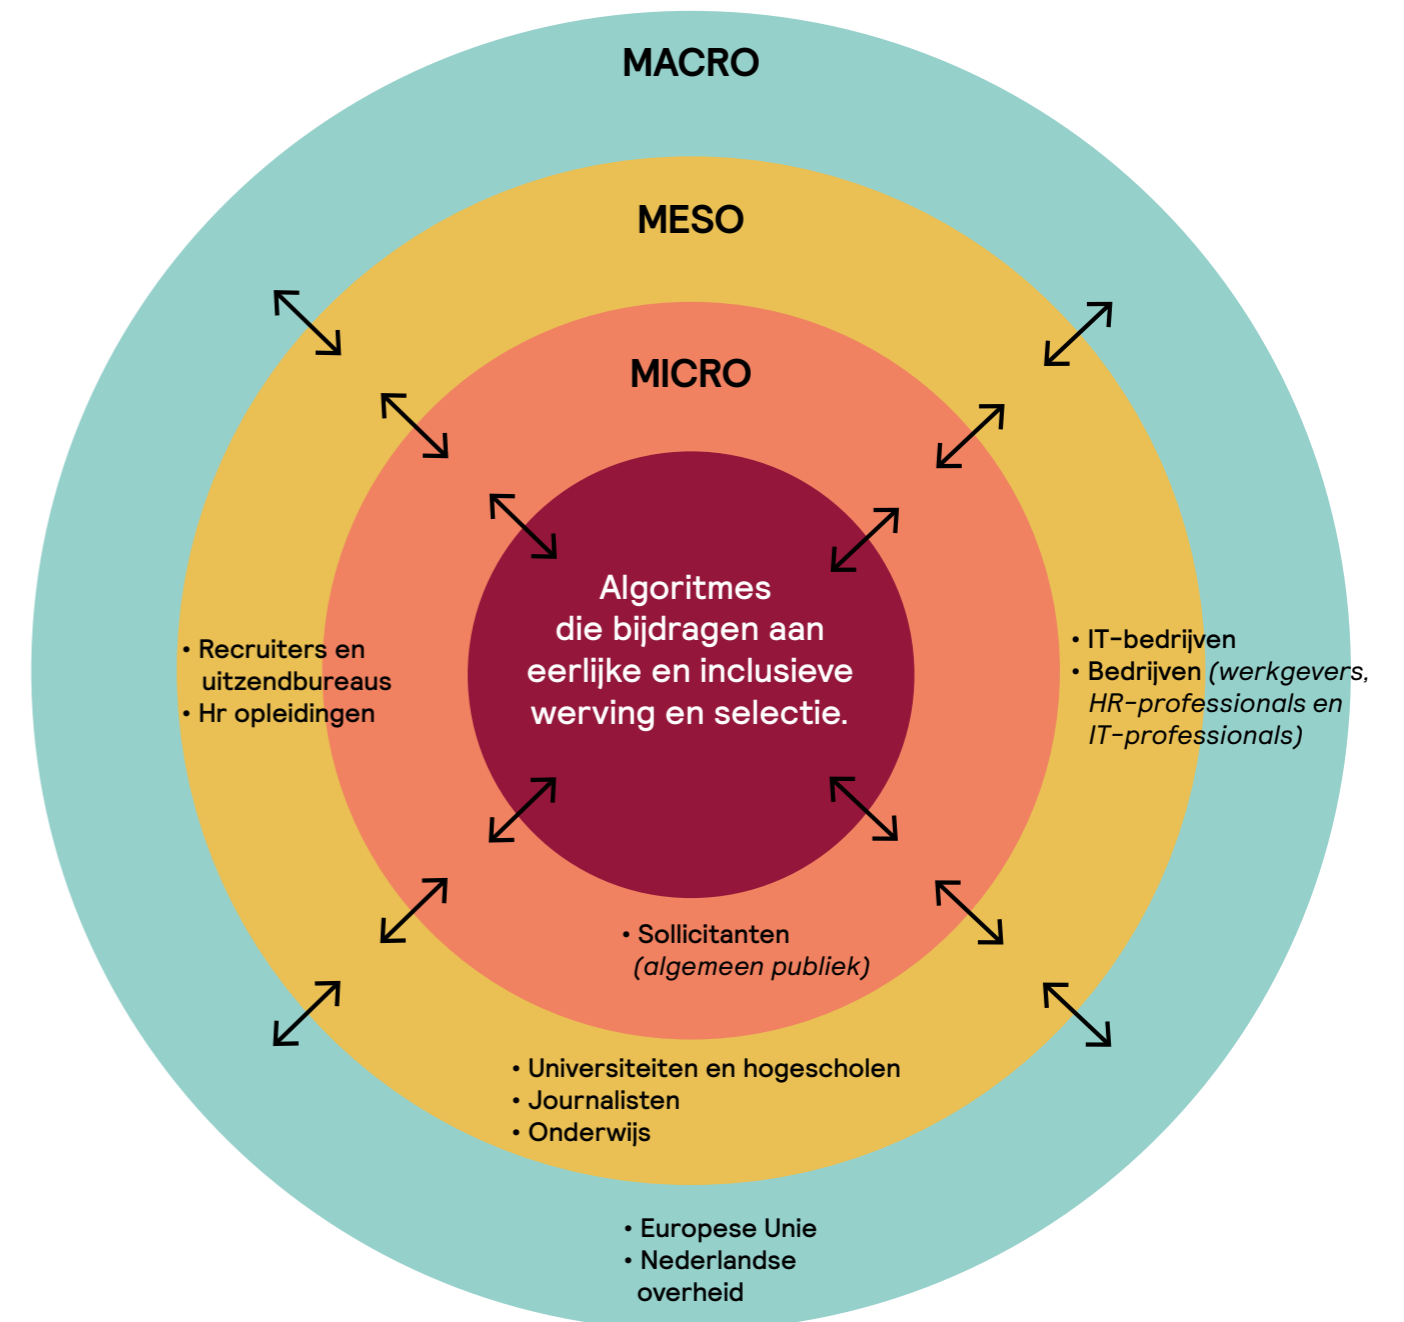 MACRO
MESO
MICRO
Algoritmes
die bijdragen aan
eerlijke en inclusieve
werving en selectie.
• Recruiters en
uitzendbureaus
• Hr opleidingen
• IT-bedrijven
• Bedrijven (werkgevers,
HR-professionals en
IT-professionals)
• Sollicitanten
(algemeen publiek)
• Universiteiten en hogescholen
• Journalisten
• Onderwijs
• Europese Unie
• Nederlandse
overheid